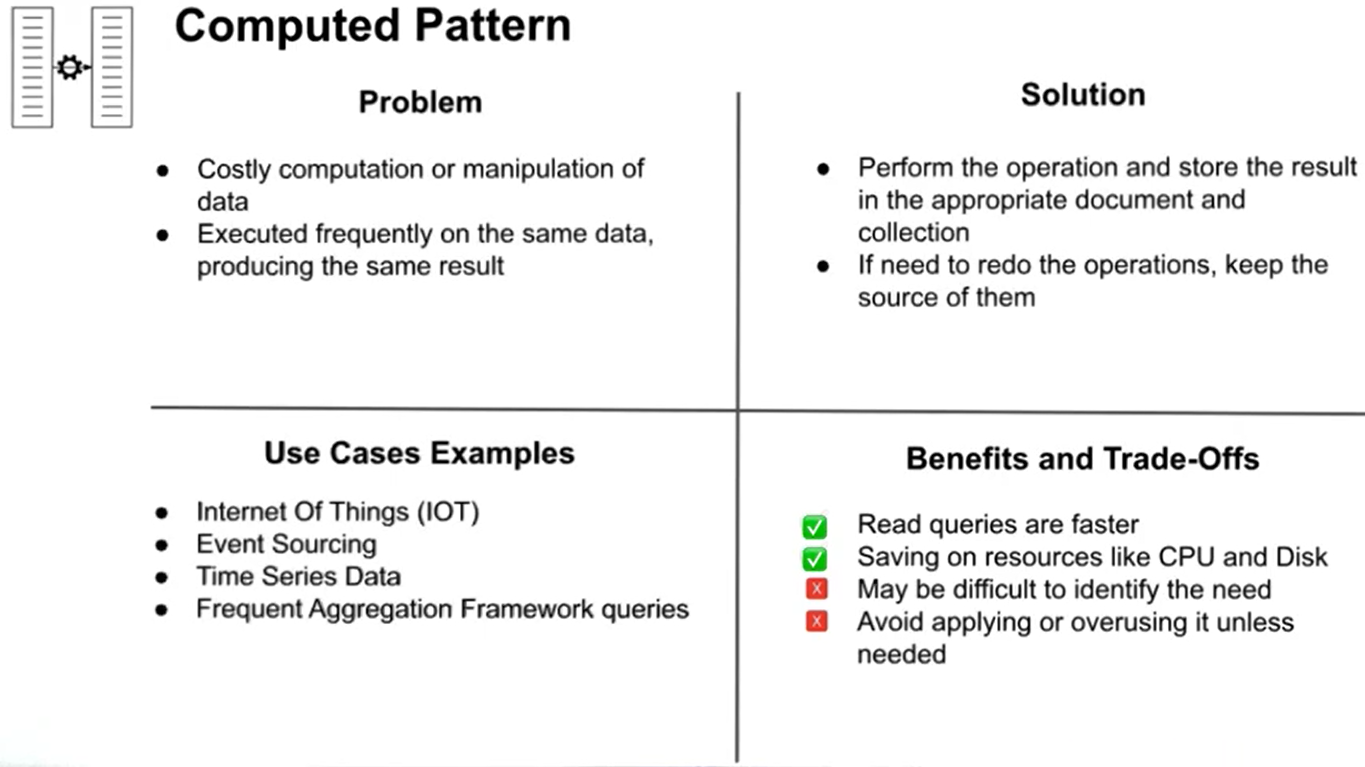 Computed Pattern
Problem
● Costly computation or manipulation of
data
● Executed frequently on the same data,
producing the same result
Solution
● Perform the operation and store the result
in the appropriate document and
collection
● If need to redo the operations, keep the
source of them
Use Cases Examples
● Internet Of Things (IOT)
● Event Sourcing
● Time Series Data
● Frequent Aggregation Framework queries
Benefits and Trade-Offs
✅ Read queries are faster
✅ Saving on resources like CPU and Disk
X May be difficult to identify the need
X Avoid applying or overusing it unless
needed